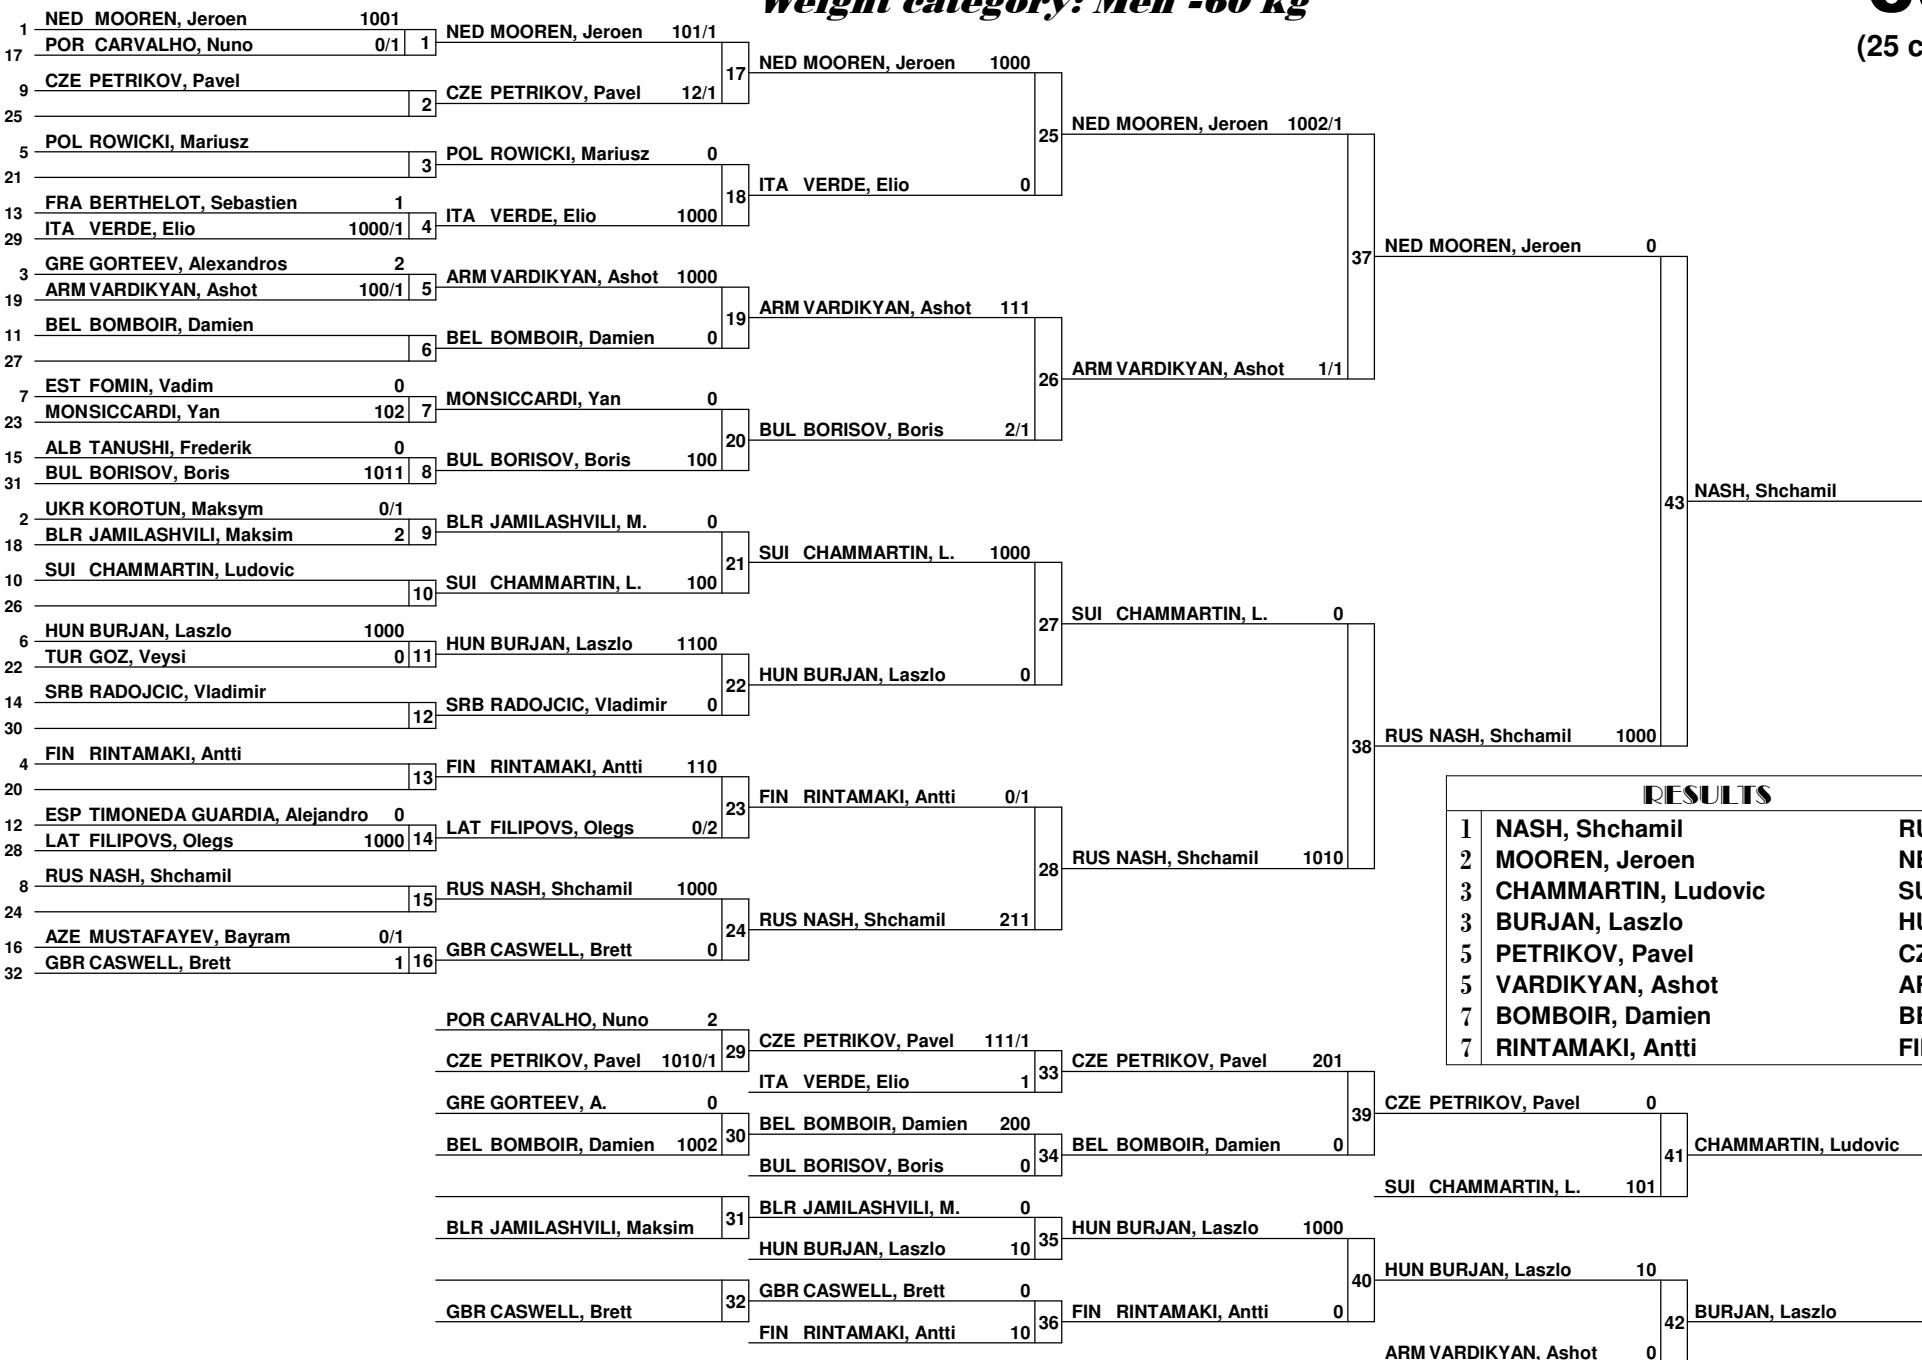 Weight category: Men -60 kg
(25 c
1 NED MOOREN, Jeroen 1001
17 POR CARVALHO, Nuno 0/1 1
9 CZE PETRIKOV, Pavel
25 2
5 POL ROWICKI, Mariusz
21 3
13 FRA BERTHELOT, Sebastien 1
29 ITA VERDE, Elio 1000/1 4
3 GRE GORTEEV, Alexandros 2
19 ARM VARDIKYAN, Ashot 100/1 5
11 BEL BOMBOIR, Damien
27 6
7 EST FOMIN, Vadim 0
23 MONSICCARDI, Yan 102 7
15 ALB TANUSHI, Frederik 0
31 BUL BORISOV, Boris 1011 8
2 UKR KOROTUN, Maksym 0/1
18 BLR JAMILASHVILI, Maksim 2 9
10 SUI CHAMMARTIN, Ludovic
26 10
6 HUN BURJAN, Laszlo 1000
22 TUR GOZ, Veysi 0 11
14 SRB RADOJCIC, Vladimir
30 12
4 FIN RINTAMAKI, Antti
20 13
12 ESP TIMONEDA GUARDIA, Alejandro 0
28 LAT FILIPOVS, Olegs 1000 14
8 RUS NASH, Shchamil
24 15
16 AZE MUSTAFAYEV, Bayram 0/1
32 GBR CASWELL, Brett 1 16
NED MOOREN, Jeroen 101/1
17
CZE PETRIKOV, Pavel 12/1
POL ROWICKI, Mariusz 0
18
ITA VERDE, Elio 1000
ARM VARDIKYAN, Ashot 1000
19
BEL BOMBOIR, Damien 0
MONSICCARDI, Yan 0
20
BUL BORISOV, Boris 100
BLR JAMILASHVILI, M. 0
21
SUI CHAMMARTIN, L. 100
HUN BURJAN, Laszlo 1100
22
SRB RADOJCIC, Vladimir 0
FIN RINTAMAKI, Antti 110
23
LAT FILIPOVS, Olegs 0/2
RUS NASH, Shchamil 1000
24
GBR CASWELL, Brett 0
NED MOOREN, Jeroen 1000
25
ITA VERDE, Elio 0
ARM VARDIKYAN, Ashot 111
26
BUL BORISOV, Boris 2/1
SUI CHAMMARTIN, L. 1000
27
HUN BURJAN, Laszlo 0
FIN RINTAMAKI, Antti 0/1
28
RUS NASH, Shchamil 211
NED MOOREN, Jeroen 1002/1
37
ARM VARDIKYAN, Ashot 1/1
SUI CHAMMARTIN, L. 0
38
RUS NASH, Shchamil 1010
NED MOOREN, Jeroen 0
43
RUS NASH, Shchamil 1000
NASH, Shchamil
RESULTS
1 NASH, Shchamil RU
2 MOOREN, Jeroen NE
3 CHAMMARTIN, Ludovic SU
3 BURJAN, Laszlo HU
5 PETRIKOV, Pavel CZ
5 VARDIKYAN, Ashot AR
7 BOMBOIR, Damien BE
7 RINTAMAKI, Antti FI
POR CARVALHO, Nuno 2
29
CZE PETRIKOV, Pavel 1010/1
GRE GORTEEV, A. 0
30
BEL BOMBOIR, Damien 1002
31
BLR JAMILASHVILI, Maksim
32
GBR CASWELL, Brett
CZE PETRIKOV, Pavel 111/1
33
ITA VERDE, Elio 1
BEL BOMBOIR, Damien 200
34
BUL BORISOV, Boris 0
BLR JAMILASHVILI, M. 0
35
HUN BURJAN, Laszlo 10
GBR CASWELL, Brett 0
36
FIN RINTAMAKI, Antti 10
CZE PETRIKOV, Pavel 201
39
BEL BOMBOIR, Damien 0
HUN BURJAN, Laszlo 1000
40
FIN RINTAMAKI, Antti 0
CZE PETRIKOV, Pavel 0
41
SUI CHAMMARTIN, L. 101
HUN BURJAN, Laszlo 10
42
ARM VARDIKYAN, Ashot 0
CHAMMARTIN, Ludovic
BURJAN, Laszlo